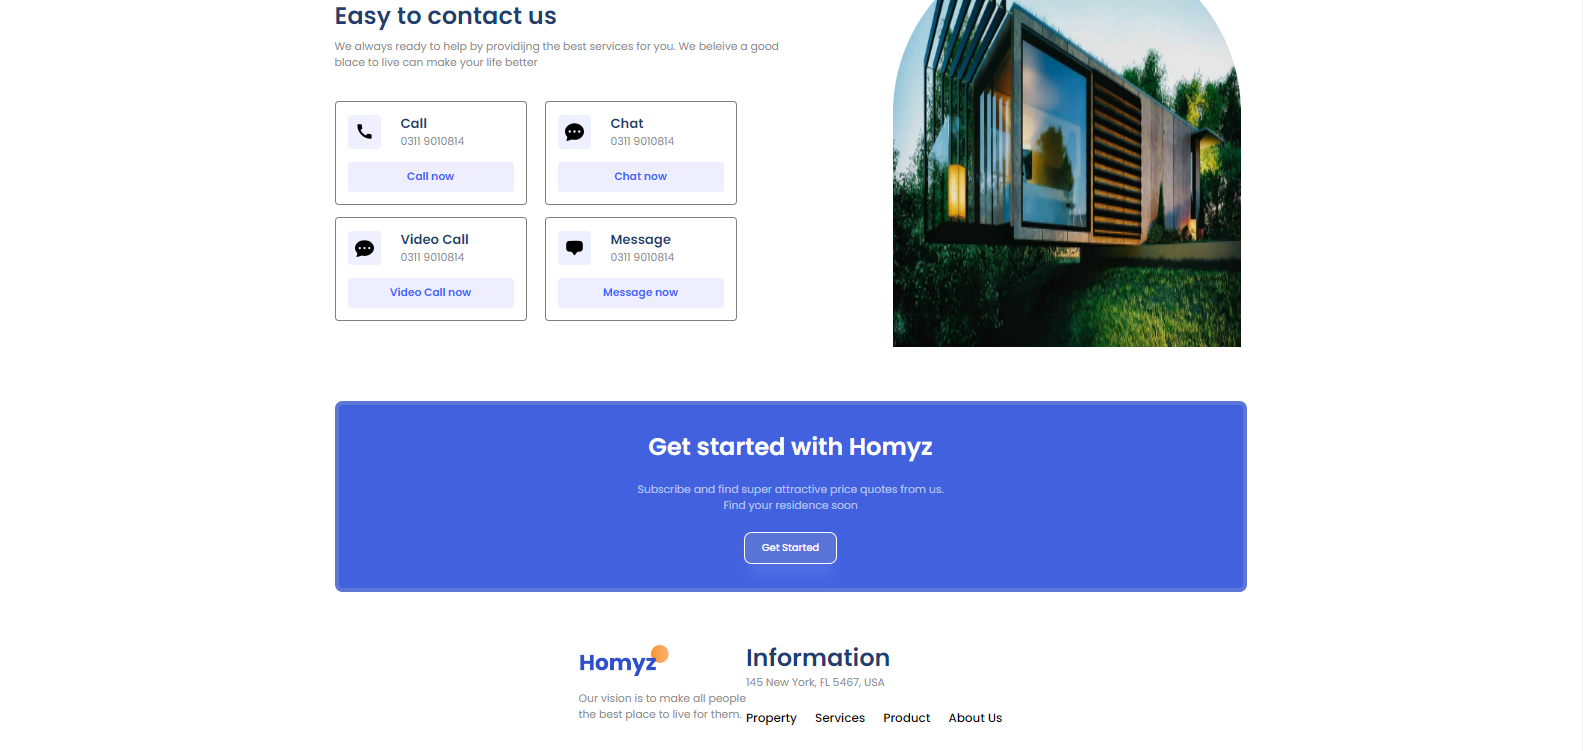 Easy to contact us
We always ready to help by providijng the best services for you. We beleive a good
blace to live can make your life better
Call
0311 9010814
Call now
Chat
0311 9010814
Chat now
Video Call
0311 9010814
Video Call now
Message
0311 9010814
Message now
Get started with Homyz
Subscribe and find super attractive price quotes from us.
Find your residence soon
Get Started
Homyz
Our vision is to make all people
the best place to live for them.
Information
145 New York, FL 5467, USA
Property Services Product About Us